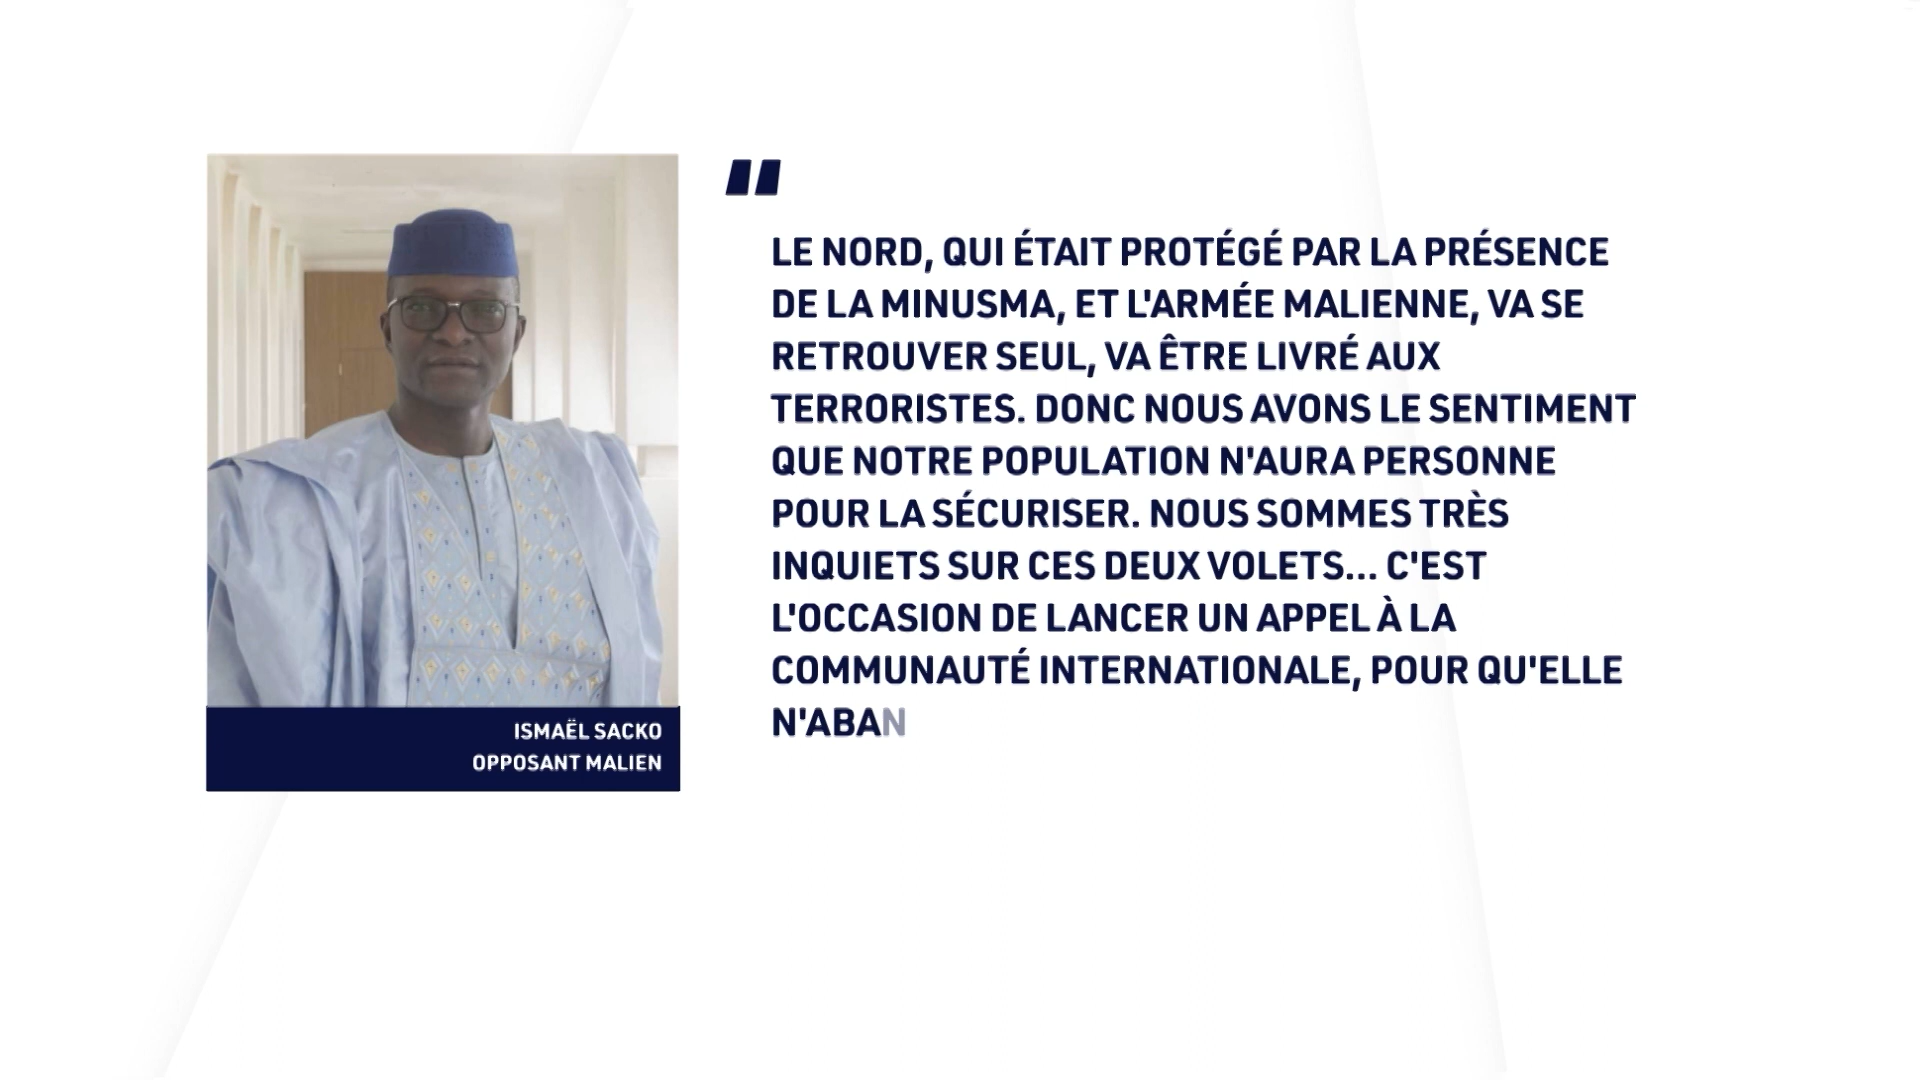 LE NORD, QUI ÉTAIT PROTÉGÉ PAR LA PRÉSENCE
DE LA MINUSMA, ET L'ARMÉE MALIENNE, VA SE
RETROUVER SEUL, VA ÊTRE LIVRÉ AUX
TERRORISTES. DONC NOUS AVONS LE SENTIMENT
QUE NOTRE POPULATION N'AURA PERSONNE
POUR LA SÉCURISER. NOUS SOMMES TRÈS
INQUIETS SUR CES DEUX VOLETS... C'EST
L'OCCASION DE LANCER UN APPEL À LA
COMMUNAUTÉ INTERNATIONALE, POUR QU'ELLE
N'ABAN
ISMAËL SACKO
OPPOSANT MALIEN